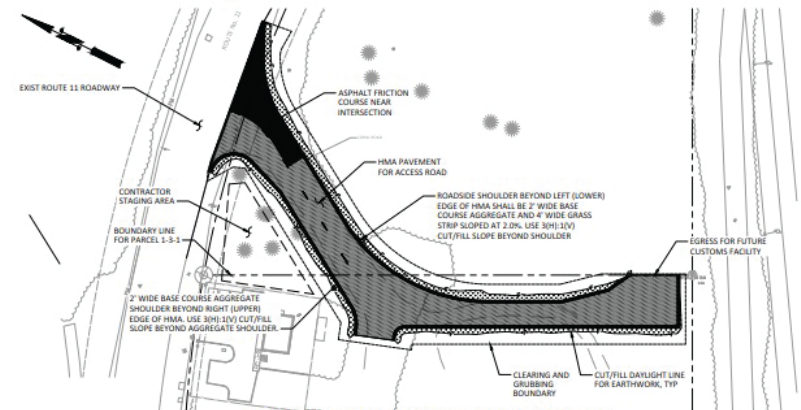 ROUTE No. 11
EXIST ROUTE 11 ROADWAY
ASPHALT FRICTION
COURSE NEAR
INTERSECTION
HMA PAVEMENT
FOR ACCESS ROAD
CONTRACTOR
STAGING AREA
ROADSIDE SHOULDER BEYOND LEFT (LOWER)
EDGE OF HMA SHALL BE 2' WIDE BASE
COURSE AGGREGATE AND 4' WIDE GRASS
STRIP SLOPED AT 2.0%. USE 3(H):1(V)
CUT/FILL SLOPE BEYOND SHOULDER
BOUNDARY LINE
FOR PARCEL 1-3-1
EGRESS FOR FUTURE
CUSTOMS FACILITY
2' WIDE BASE COURSE AGGREGATE
SHOULDER BEYOND RIGHT (UPPER)
EDGE OF HMA. USE 3(H):1(V) CUT/FILL
SLOPE BEYOND AGGREGATE SHOULDER.
CLEARING AND
GRUBBING
BOUNDARY
CUT/FILL DAYLIGHT LINE
FOR EARTHWORK, TYP